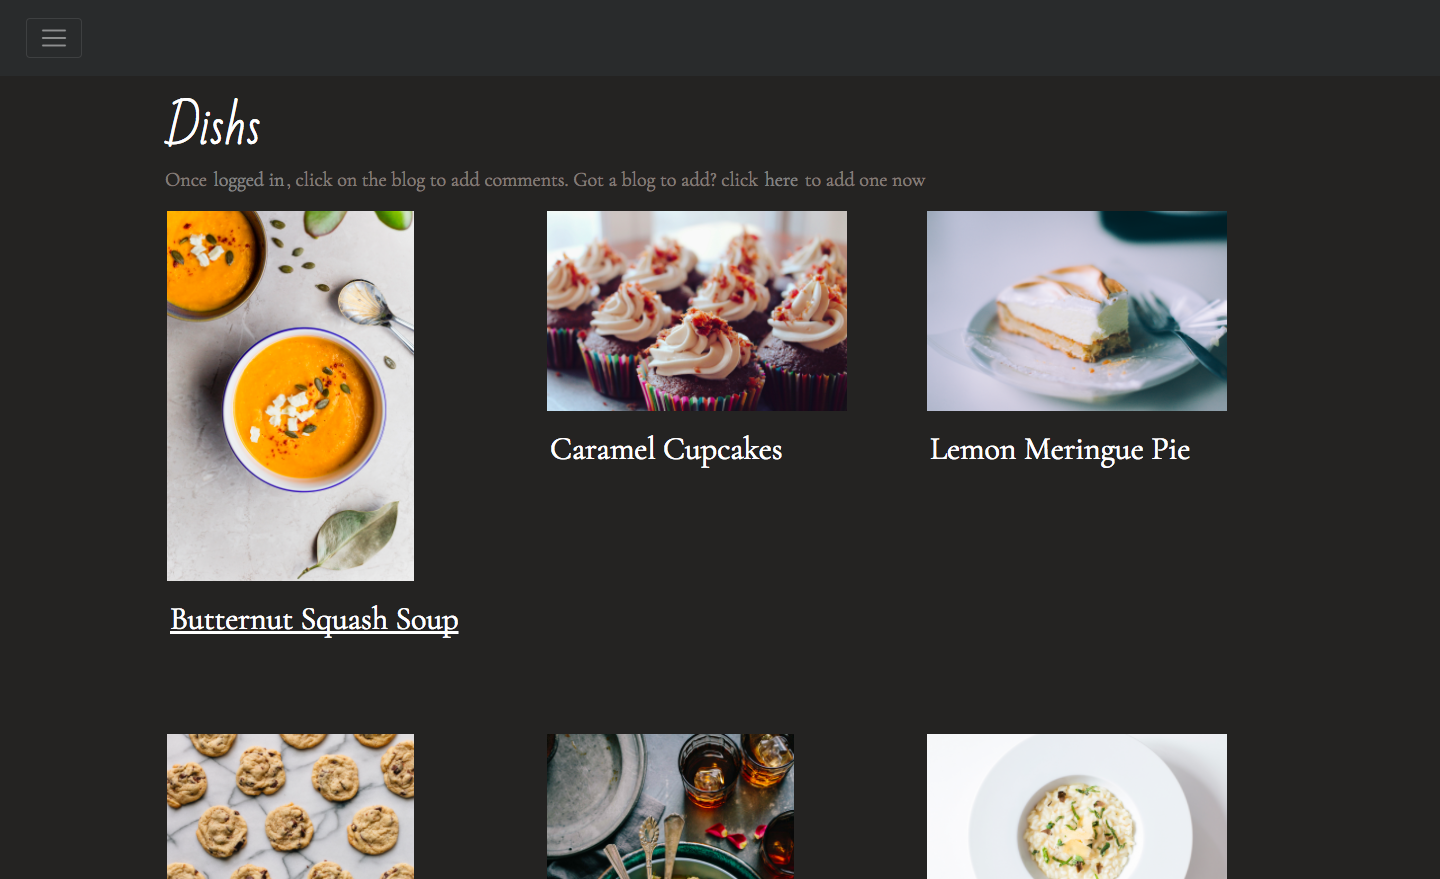 Dishs
Once logged in, click on the blog to add comments. Got a blog to add? click here to add one now
Caramel Cupcakes
Lemon Meringue Pie
Butternut Squash Soup